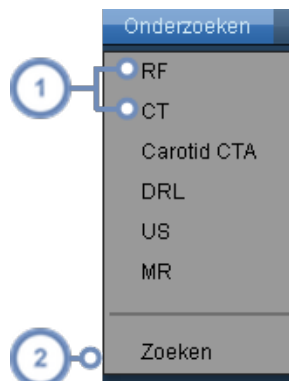 Onderzoeken
1
RF
CT
Carotid CTA
DRL
US
MR
2
Zoeken